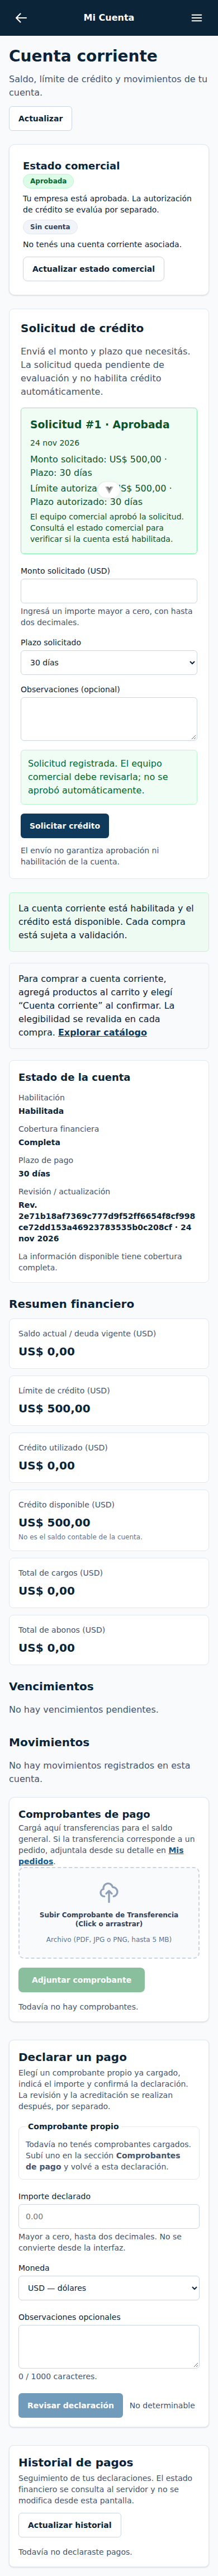 Mi Cuenta
Cuenta corriente
Saldo, límite de crédito y movimientos de tu
cuenta.
Actualizar
Estado comercial
Aprobada
Tu empresa está aprobada. La autorización
de crédito se evalúa por separado.
Sin cuenta
No tenés una cuenta corriente asociada.
Actualizar estado comercial
Solicitud de crédito
Enviá el monto y plazo que necesitás.
La solicitud queda pendiente de
evaluación y no habilita crédito
automáticamente.
Solicitud #1 · Aprobada
24 nov 2026
Monto solicitado: US$ 500,00 ·
Plazo: 30 días
Límite autoriza S$ 500,00 ·
Plazo autorizado: 30 días
El equipo comercial aprobó la solicitud.
Consultá el estado comercial para
verificar si la cuenta está habilitada.
Monto solicitado (USD)
Ingresá un importe mayor a cero, con hasta
dos decimales.
Plazo solicitado
30 días
Observaciones (opcional)
Solicitud registrada. El equipo
comercial debe revisarla; no se
aprobó automáticamente.
Solicitar crédito
El envío no garantiza aprobación ni
habilitación de la cuenta.
La cuenta corriente está habilitada y el
crédito está disponible. Cada compra
está sujeta a validación.
Para comprar a cuenta corriente,
agregá productos al carrito y elegí
“Cuenta corriente” al confirmar. La
elegibilidad se revalida en cada
compra. Explorar catálogo
Estado de la cuenta
Habilitación
Habilitada
Cobertura financiera
Completa
Plazo de pago
30 días
Revisión / actualización
Rev.
2e71b18af7369c777d9f52ff6654f8cf998
ce72dd153a46923783535b0c208cf · 24
nov 2026
La información disponible tiene cobertura
completa.
Resumen financiero
Saldo actual / deuda vigente (USD)
US$ 0,00
Límite de crédito (USD)
US$ 500,00
Crédito utilizado (USD)
US$ 0,00
Crédito disponible (USD)
US$ 500,00
No es el saldo contable de la cuenta.
Total de cargos (USD)
US$ 0,00
Total de abonos (USD)
US$ 0,00
Vencimientos
No hay vencimientos pendientes.
Movimientos
No hay movimientos registrados en esta
cuenta.
Comprobantes de pago
Cargá aquí transferencias para el saldo
general. Si la transferencia corresponde a un
pedido, adjuntala desde su detalle en Mis
pedidos.
Subir Comprobante de Transferencia
(Click o arrastrar)
Archivo (PDF, JPG o PNG, hasta 5 MB)
Adjuntar comprobante
Todavía no hay comprobantes.
Declarar un pago
Elegí un comprobante propio ya cargado,
indicá el importe y confirmá la declaración.
La revisión y la acreditación se realizan
después, por separado.
Comprobante propio
Todavía no tenés comprobantes cargados.
Subí uno en la sección Comprobantes
de pago y volvé a esta declaración.
Importe declarado
0.00
Mayor a cero, hasta dos decimales. No se
convierte desde la interfaz.
Moneda
USD — dólares
Observaciones opcionales
0 / 1000 caracteres.
Revisar declaración
No determinable
Historial de pagos
Seguimiento de tus declaraciones. El estado
financiero se consulta al servidor y no se
modifica desde esta pantalla.
Actualizar historial
Todavía no declaraste pagos.